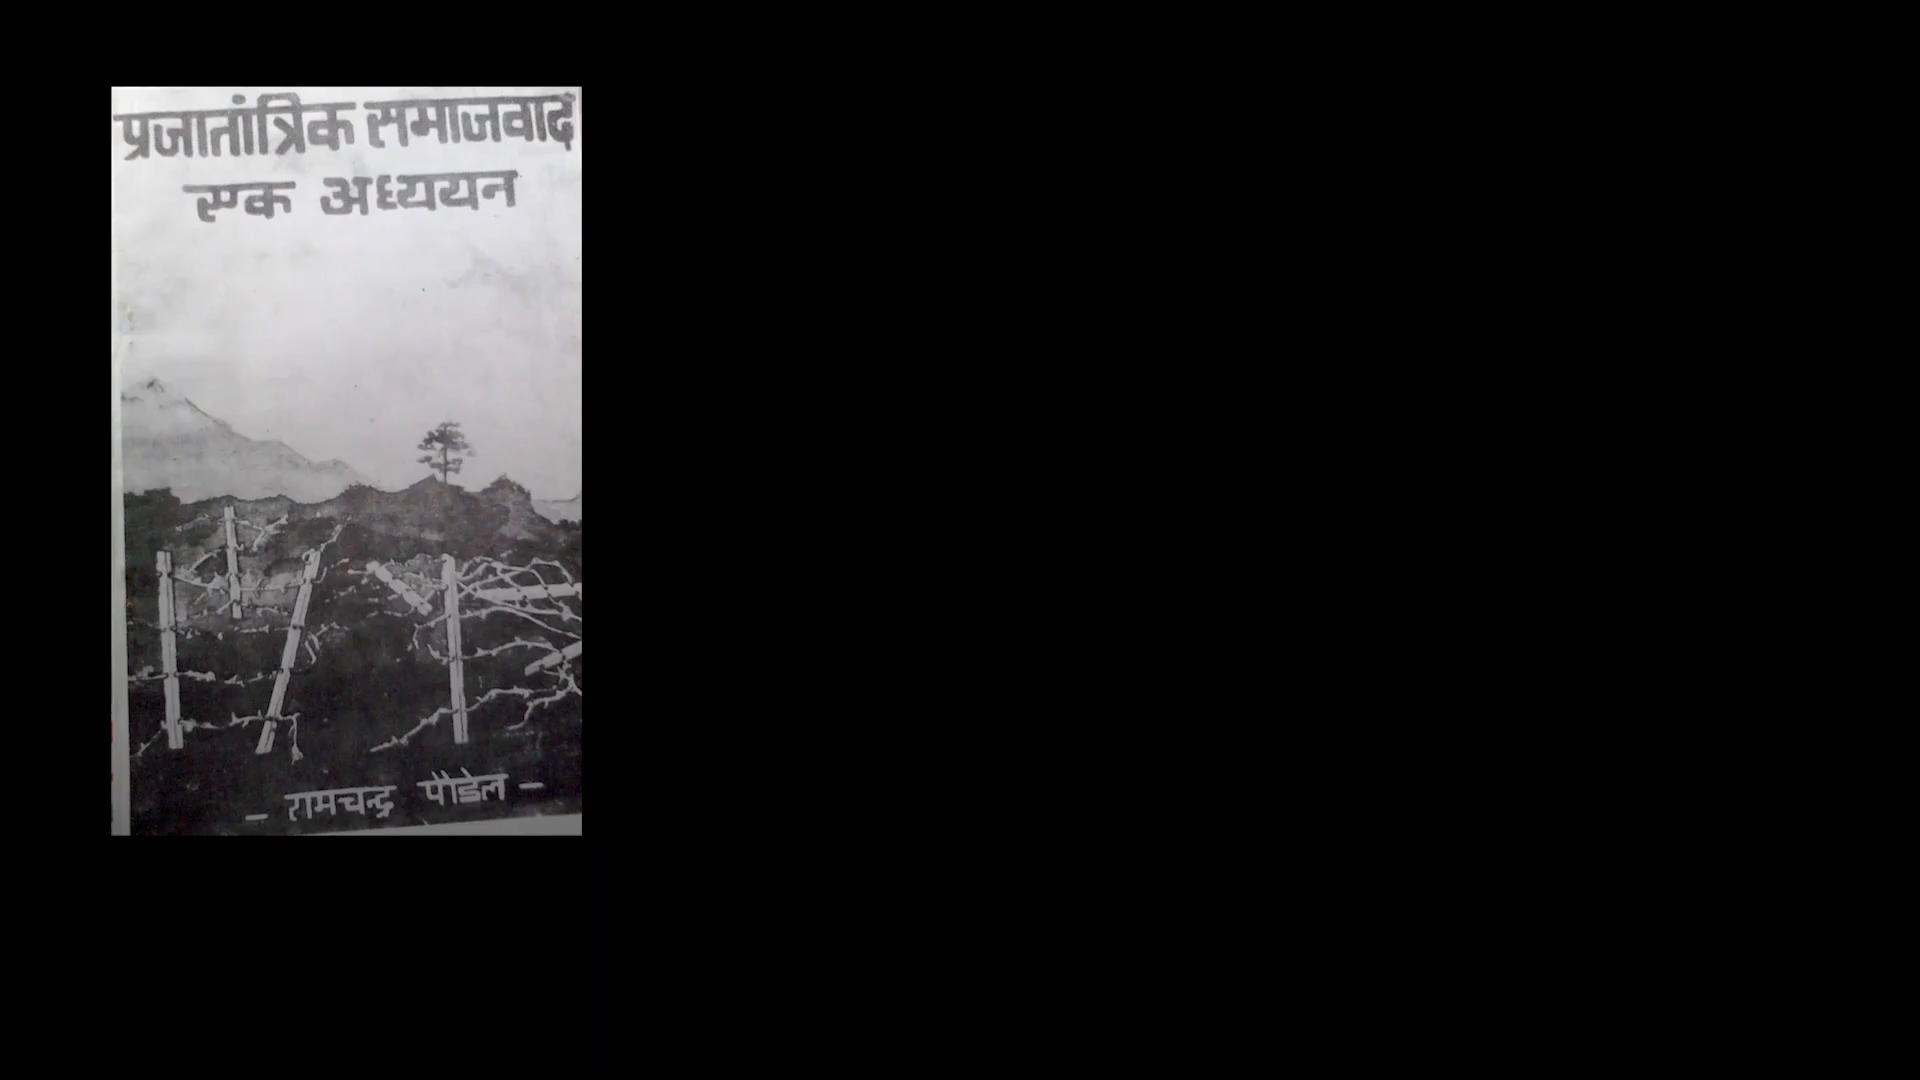 प्रजातांत्रिक समाजवाद
एक अध्ययन
- रामचन्द्र पौडेल -